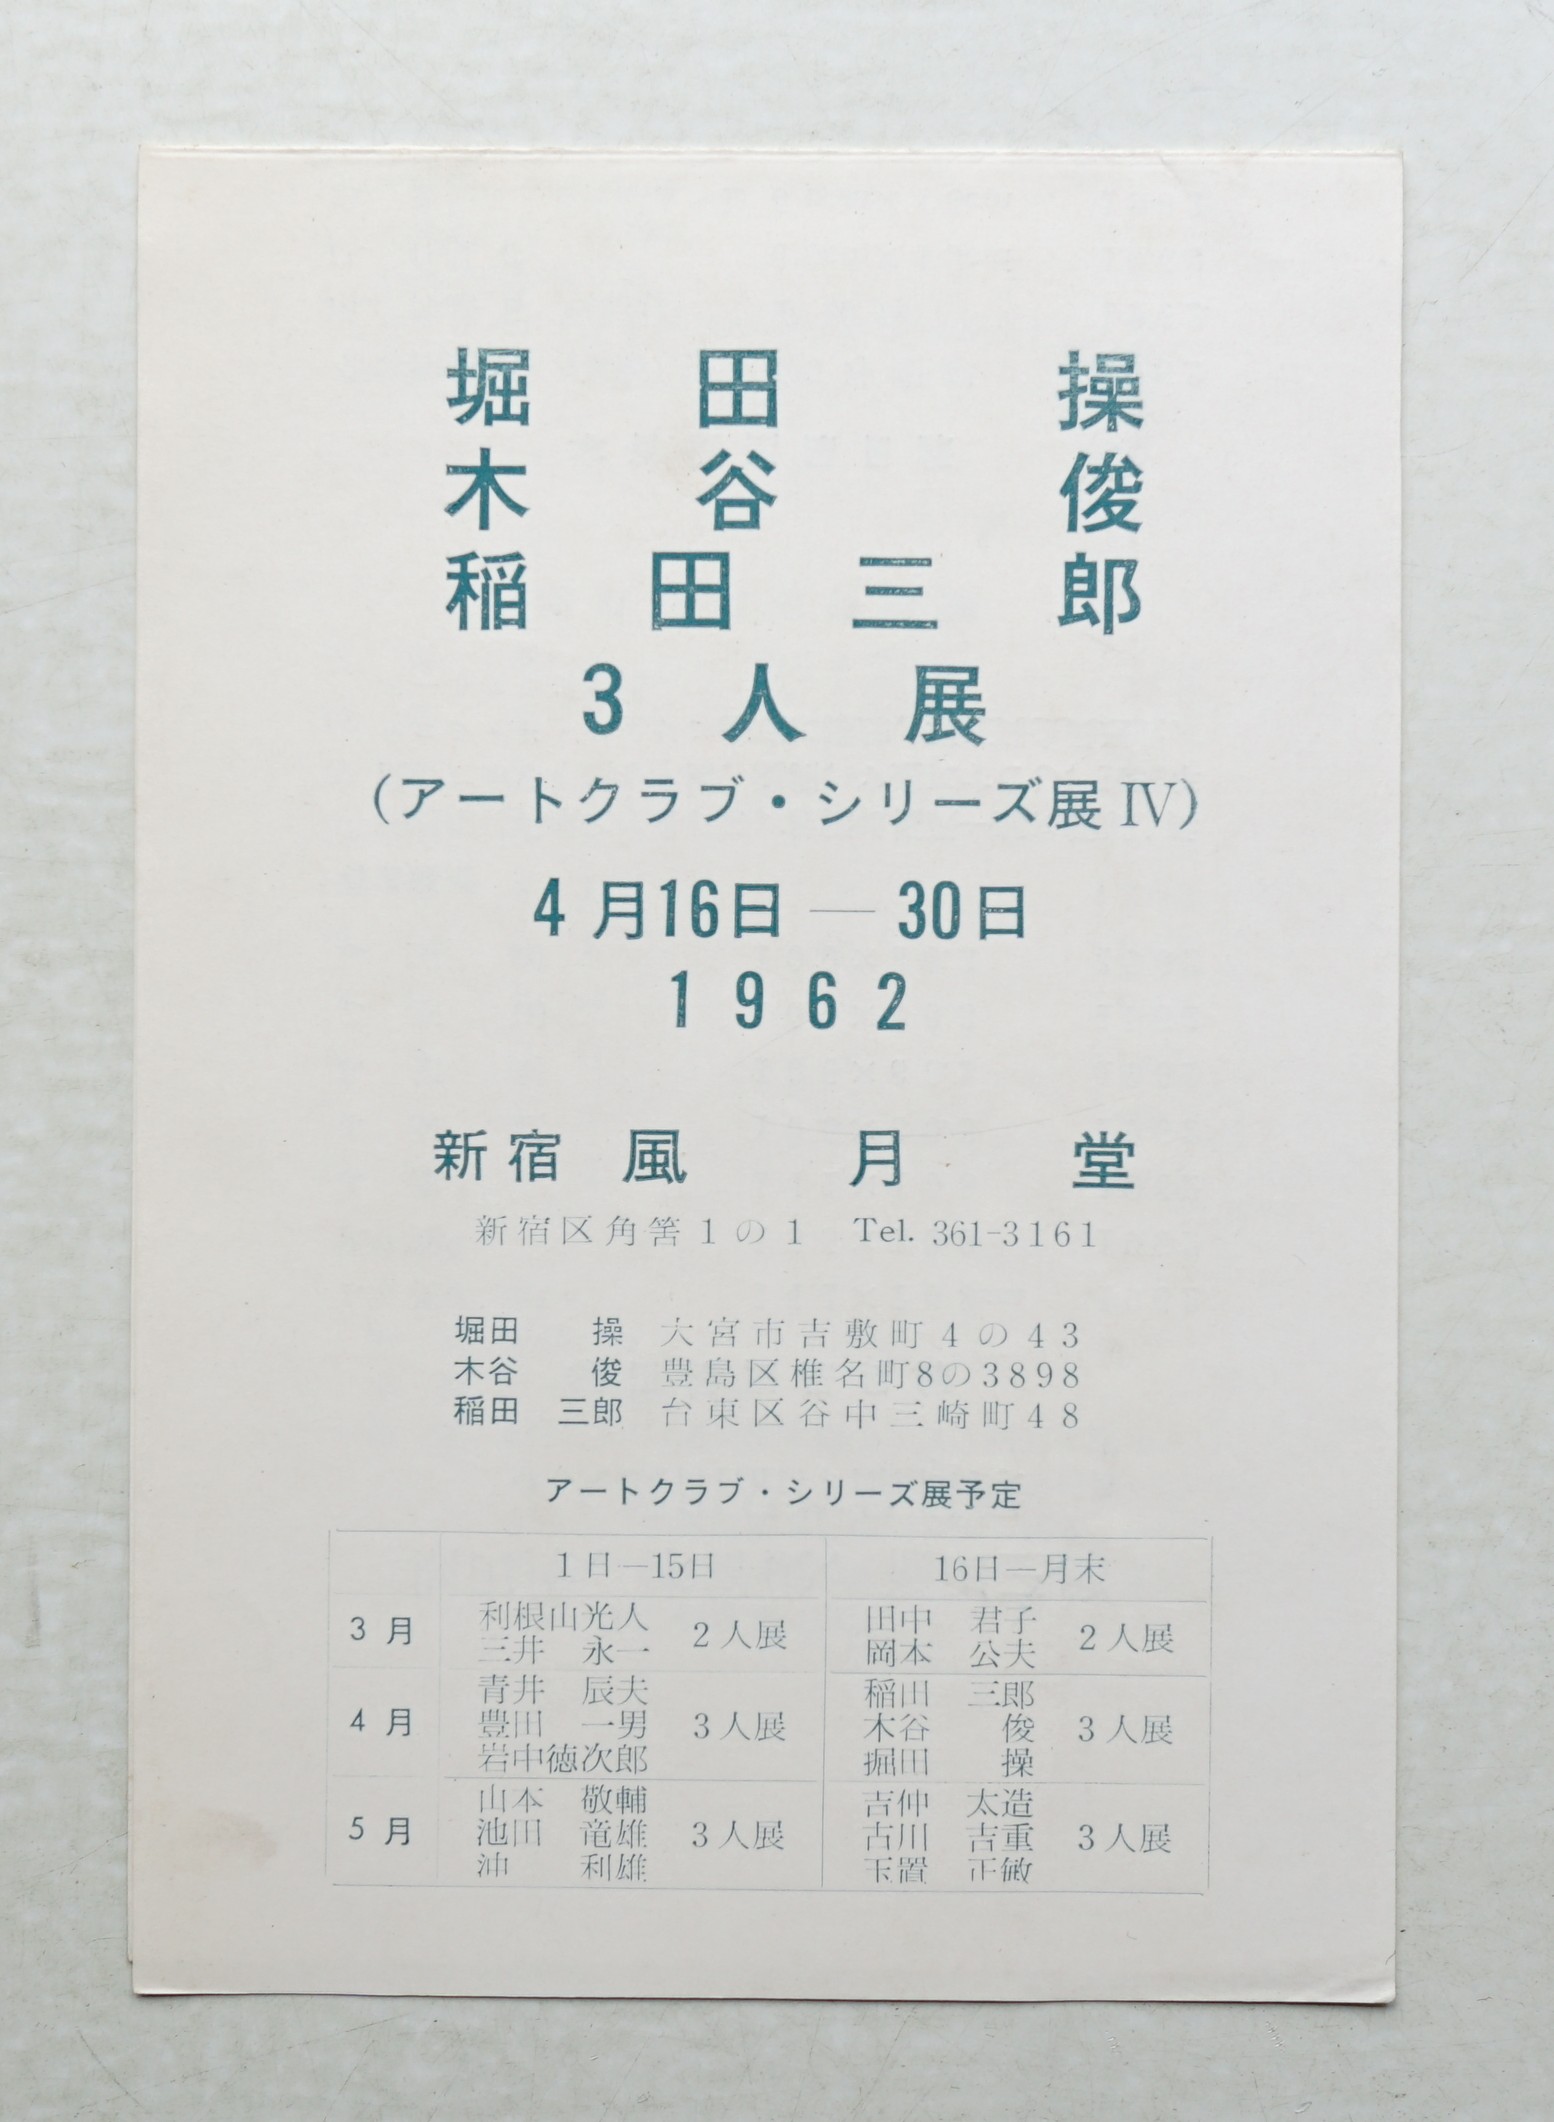 堀田操
木谷俊
稲田三郎
3人展
(アートクラブ・シリーズ展Ⅳ)
4月16日—30日
1962
新宿 風月堂
新宿区角筈1の1 Tel. 361-3161
堀田 操 大宮市吉敷町4の43
木谷 俊 豊島区椎名町8の3898
稲田 三郎 台東区谷中三崎町48
アートクラブ・シリーズ展予定
1日—15日 16日—月末
3月
利根山光人
三井 永一
2人展
田中 君子
岡本 公夫
2人展
4月
青井 辰夫
豊田 一男
岩中徳次郎
3人展
稲田 三郎
木谷 俊
掘田 操
3人展
5月
山本 敬輔
池田 竜雄
沖 利雄
3人展
吉仲 太造
古川 吉重
玉置 正敏
3人展